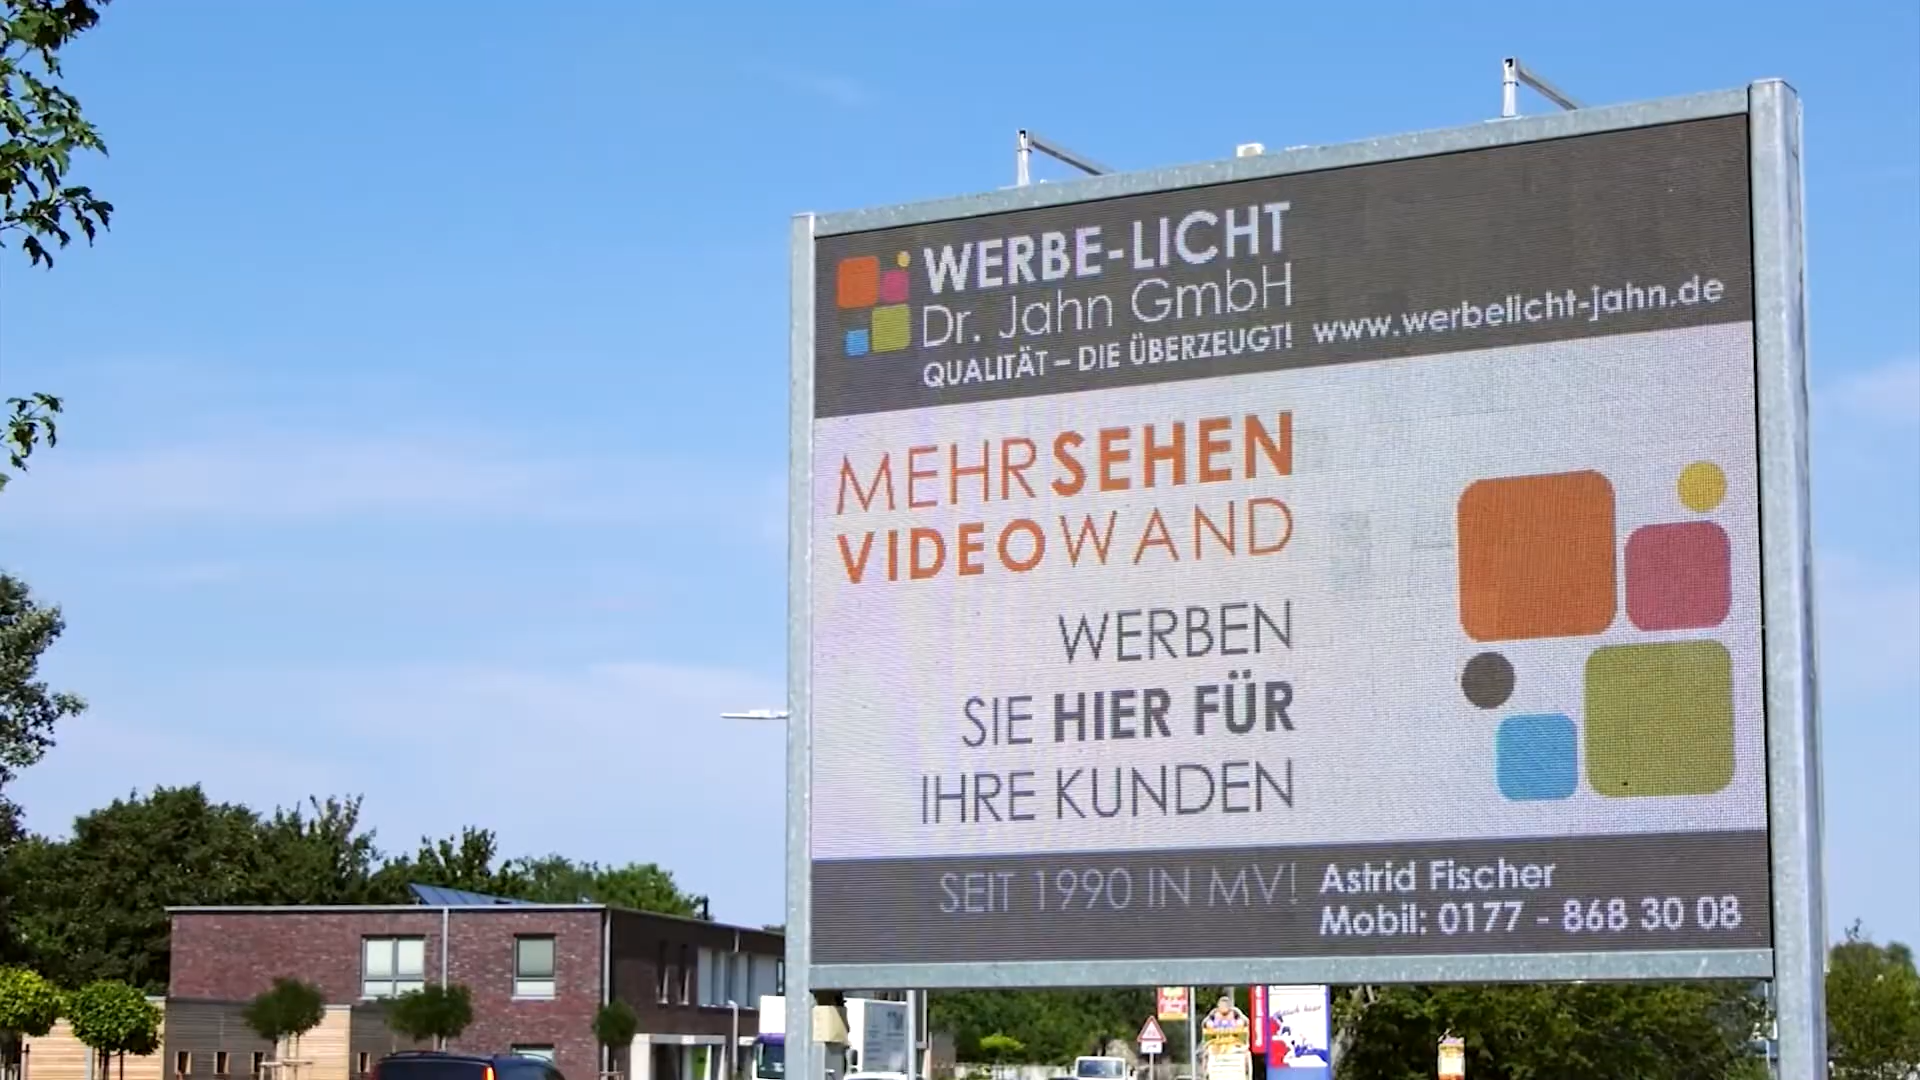 WERBE-LICHT
Dr. Jahn GmbH
QUALITÄT – DIE ÜBERZEUGT! www.werbelicht-jahn.de
MEHRSEHEN
VIDEOWAND
WERBEN
SIE HIER FÜR
IHRE KUNDEN
SEIT 1990 IN MV!
Astrid Fischer
Mobil: 0177 - 868 30 08